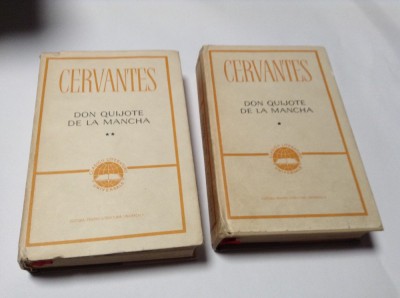 CERVANTES
DON QUIJOTE
DE LA MANCHA
**
CERVANTES
DON QUIJOTE
DE LA MANCHA
*